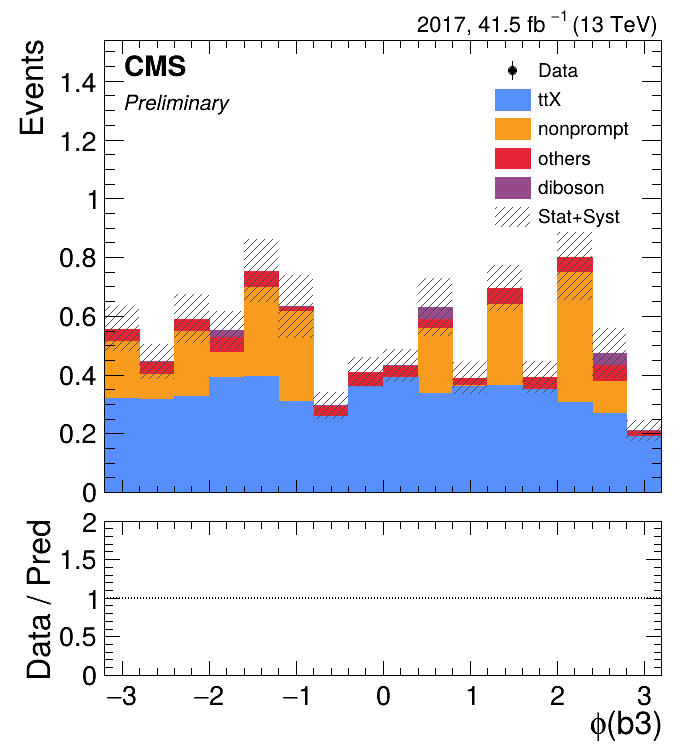 2017, 41.5 fb⁻¹ (13 TeV)
Events
CMS
Preliminary
Data
ttX
nonprompt
others
diboson
Stat+Syst
1.4
1.2
1
0.8
0.6
0.4
0.2
0
Data / Pred
2
1.5
1
0.5
0
−3 −2 −1 0 1 2 3
ϕ(b3)